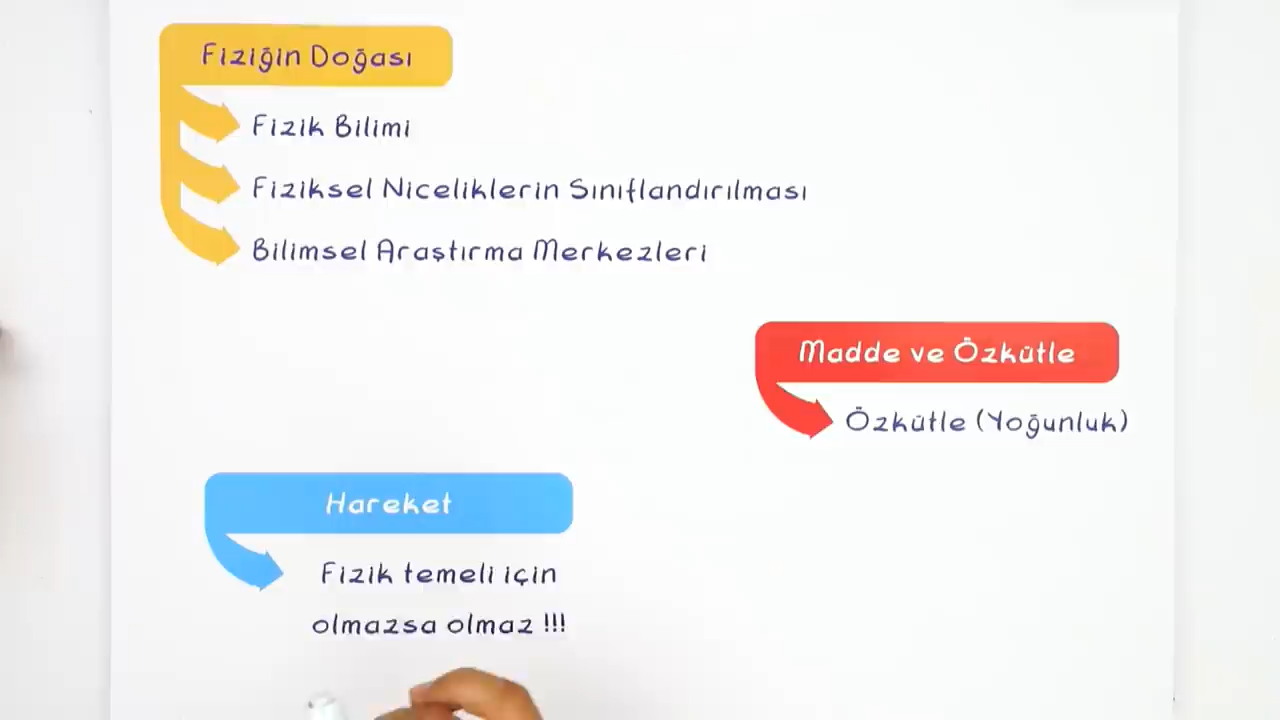 Fiziğin Doğası
Fizik Bilimi
Fiziksel Niceliklerin Sınıflandırılması
Bilimsel Araştırma Merkezleri
Madde ve Özkütle
Özkütle (Yoğunluk)
Hareket
Fizik temeli için
olmazsa olmaz !!!